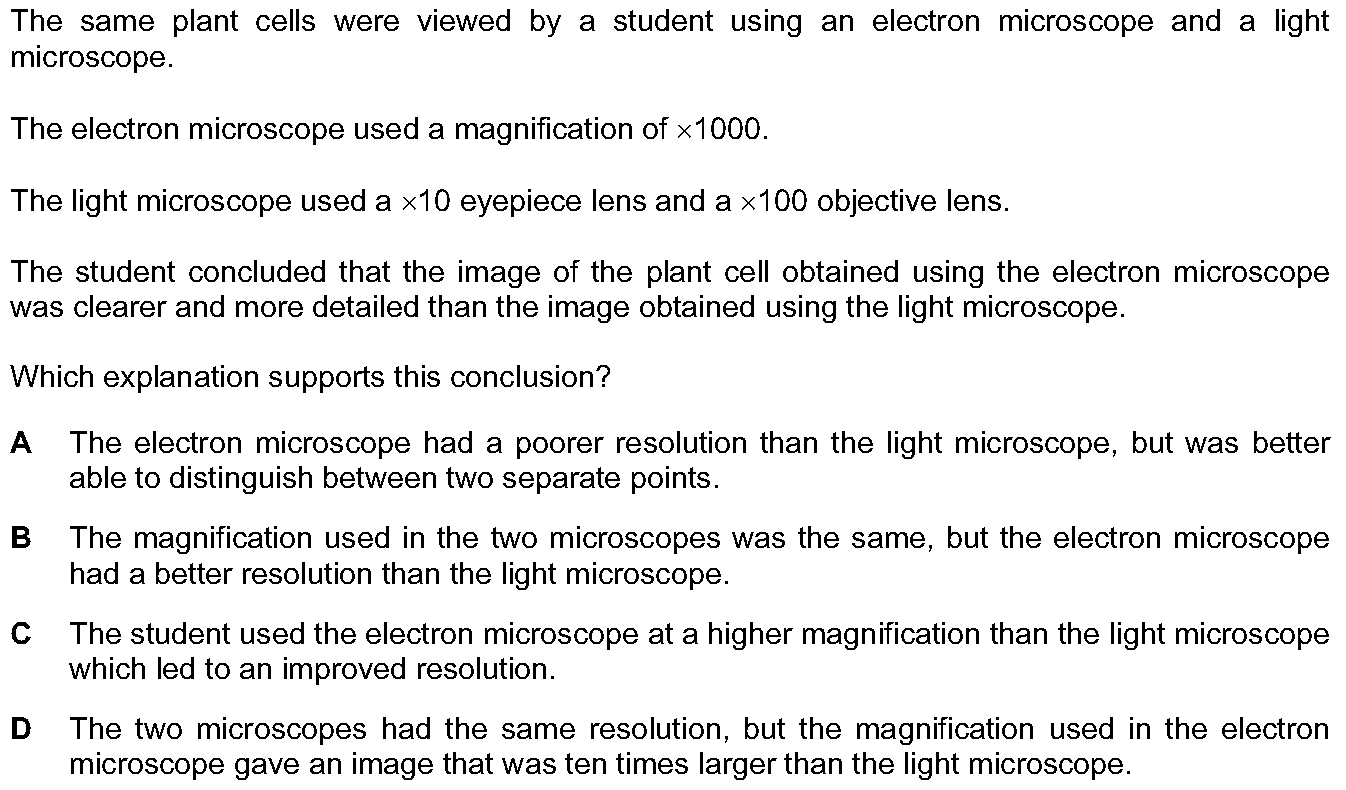 The same plant cells were viewed by a student using an electron microscope and a light
microscope.
The electron microscope used a magnification of ×1000.
The light microscope used a ×10 eyepiece lens and a ×100 objective lens.
The student concluded that the image of the plant cell obtained using the electron microscope
was clearer and more detailed than the image obtained using the light microscope.
Which explanation supports this conclusion?
A The electron microscope had a poorer resolution than the light microscope, but was better
able to distinguish between two separate points.
B The magnification used in the two microscopes was the same, but the electron microscope
had a better resolution than the light microscope.
C The student used the electron microscope at a higher magnification than the light microscope
which led to an improved resolution.
D The two microscopes had the same resolution, but the magnification used in the electron
microscope gave an image that was ten times larger than the light microscope.